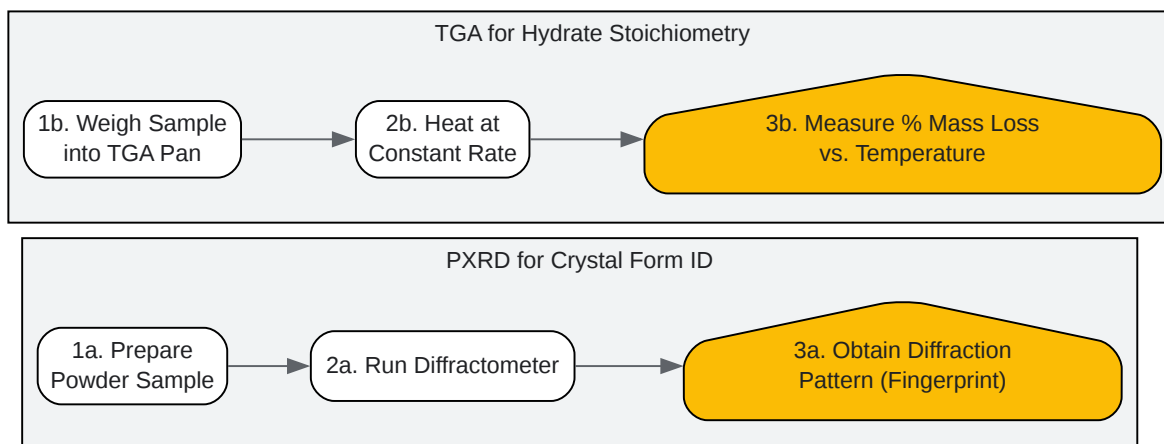 TGA for Hydrate Stoichiometry
1b. Weigh Sample
into TGA Pan
2b. Heat at
Constant Rate
3b. Measure % Mass Loss
vs. Temperature
PXRD for Crystal Form ID
1a. Prepare
Powder Sample
2a. Run Diffractometer
3a. Obtain Diffraction
Pattern (Fingerprint)